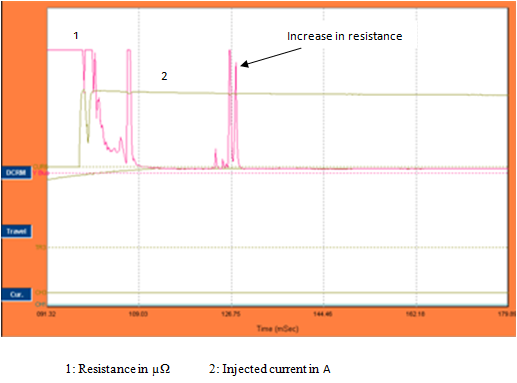 1
Increase in resistance
2
DCRM
Travel
Cur.
091.32 109.03 126.75 144.46 162.18 179.89
Time (mSec)
1: Resistance in µΩ 2: Injected current in A